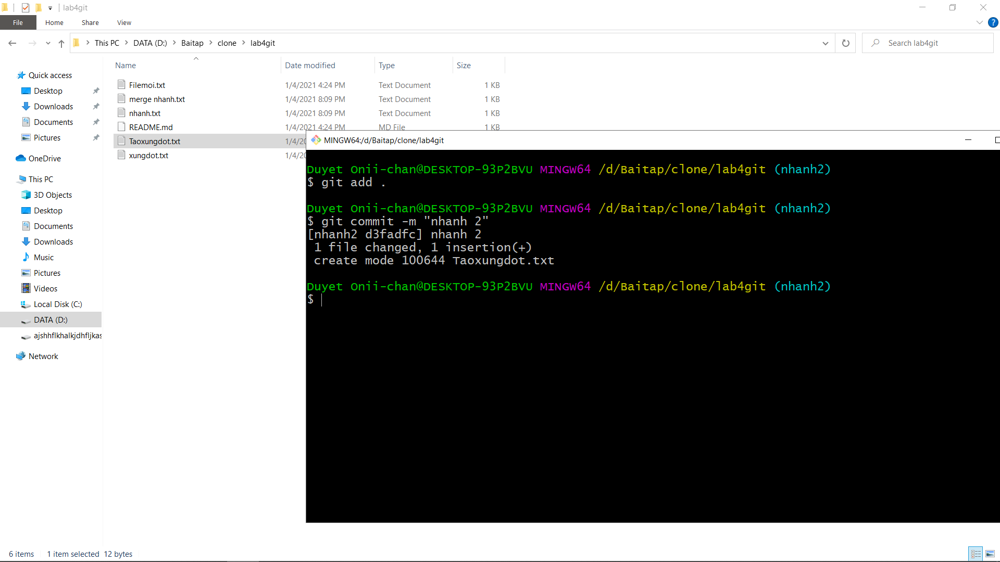 lab4git
File Home Share View
This PC DATA (D:) Baitap clone lab4git
Search lab4git
Name Date modified Type Size
Quick access
Desktop
Downloads
Documents
Pictures
OneDrive
This PC
3D Objects
Desktop
Documents
Downloads
Music
Pictures
Videos
Local Disk (C:)
DATA (D:)
ajshhflkhalkjdhfljkas
Network
Filemoi.txt 1/4/2021 4:24 PM Text Document 1 KB
merge nhanh.txt 1/4/2021 8:09 PM Text Document 1 KB
nhanh.txt 1/4/2021 8:09 PM Text Document 1 KB
README.md 1/4/2021 4:24 PM MD File 1 KB
Taoxungdot.txt 1/4/20
xungdot.txt 1/4/20
MINGW64:/d/Baitap/clone/lab4git
Duyet Onii-chan@DESKTOP-93P2BVU MINGW64 /d/Baitap/clone/lab4git (nhanh2)
$ git add .
Duyet Onii-chan@DESKTOP-93P2BVU MINGW64 /d/Baitap/clone/lab4git (nhanh2)
$ git commit -m "nhanh 2"
[nhanh2 d3fadfc] nhanh 2
1 file changed, 1 insertion(+)
create mode 100644 Taoxungdot.txt
Duyet Onii-chan@DESKTOP-93P2BVU MINGW64 /d/Baitap/clone/lab4git (nhanh2)
$
6 items 1 item selected 12 bytes